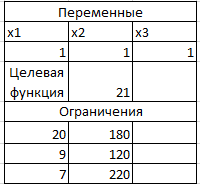 Переменные
x1 x2 x3
1 1 1
Целевая
функция 21
Ограничения
20 180
9 120
7 220